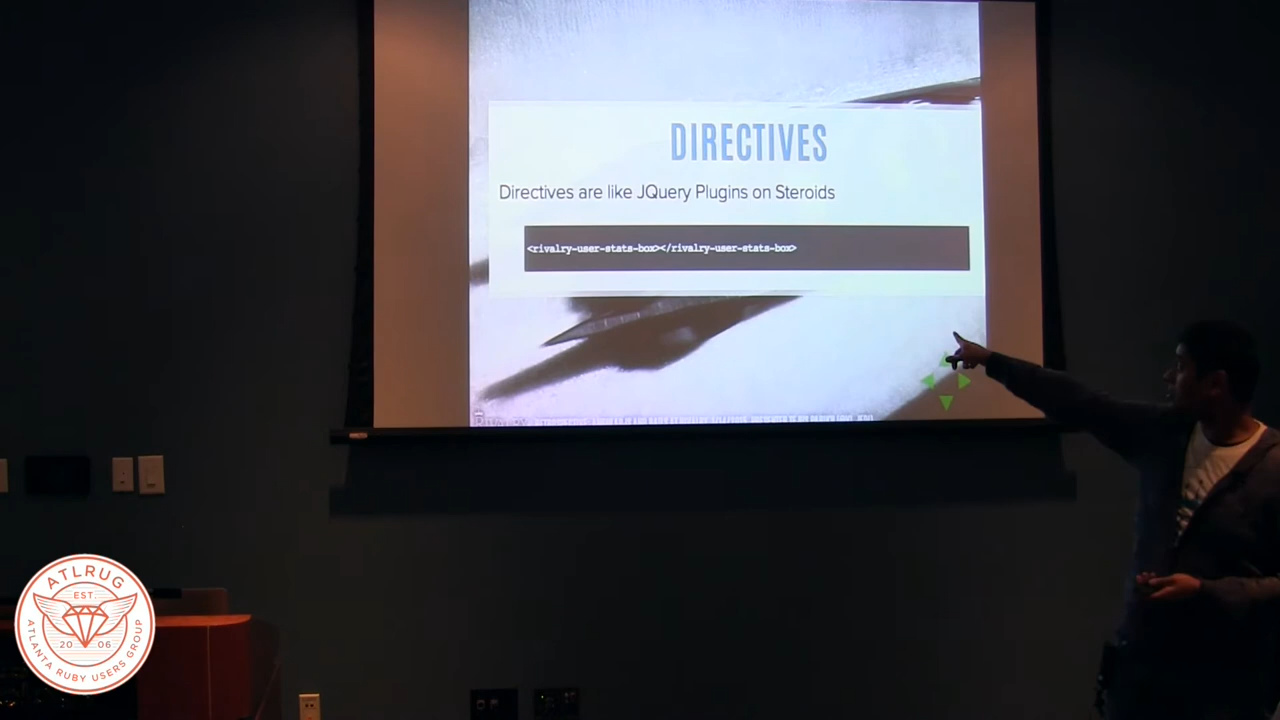 DIRECTIVES
Directives are like JQuery Plugins on Steroids
<rivalry-user-stats-box></rivalry-user-stats-box>
ATLRUG
EST.
20 06
ATLANTA RUBY USERS GROUP